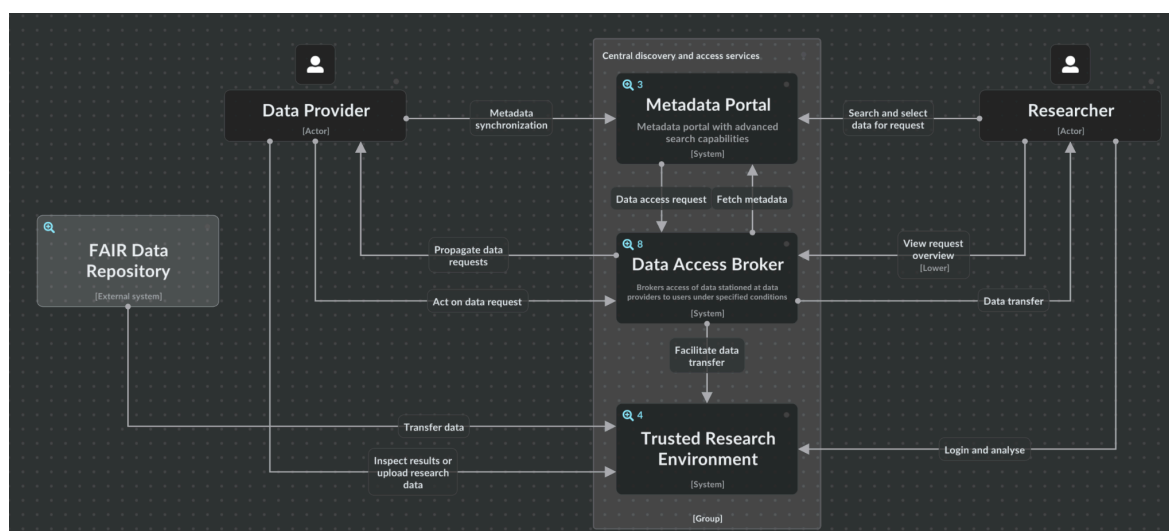 Central discovery and access services
3
Metadata Portal
Metadata portal with advanced
search capabilities
[System]
Data Provider
[Actor]
Metadata
synchronization
Search and select
data for request
Researcher
[Actor]
Data access request
Fetch metadata
FAIR Data
Repository
[External system]
Propagate data
requests
Act on data request
8
Data Access Broker
Brokers access of data stationed at data
providers to users under specified conditions
[System]
View request
overview
[Lower]
Data transfer
Facilitate data
transfer
Transfer data
Inspect results or
upload research
data
4
Trusted Research
Environment
[System]
Login and analyse
[Group]